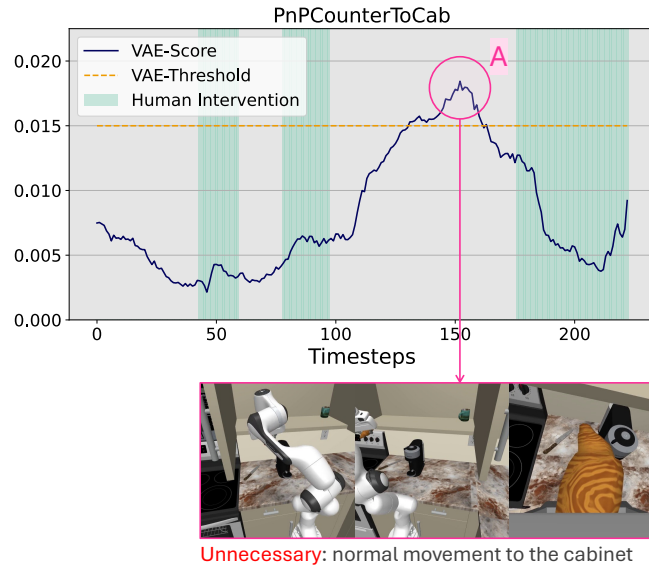 PnPCounterToCab
VAE-Score
VAE-Threshold
Human Intervention
A
0.020
0.015
0.010
0.005
0.000
0 50 100 150 200
Timesteps
Unnecessary: normal movement to the cabinet